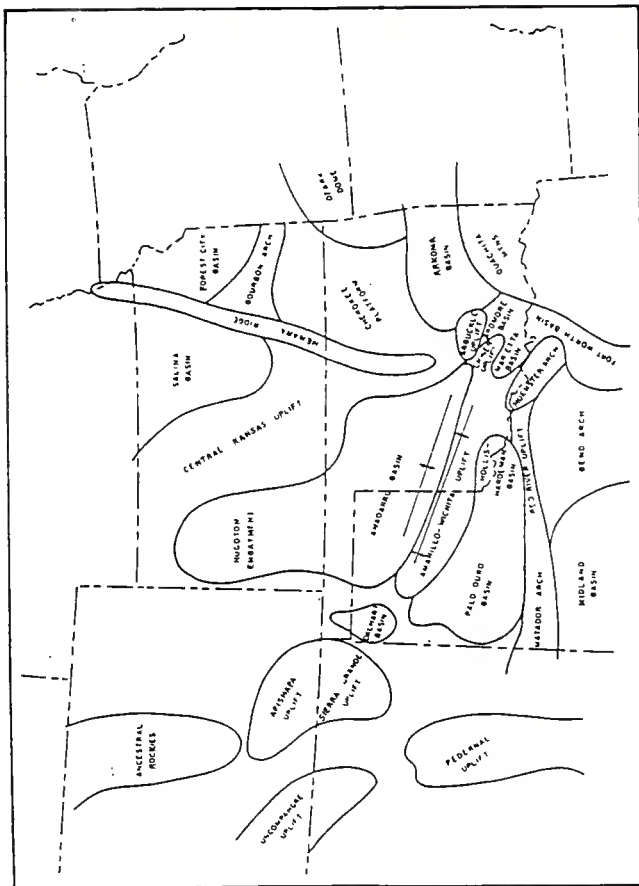 OZARK
DOME
FOREST CITY
BASIN
BOURBON ARCH
NEMAHA
RIDGE
SALINA
BASIN
CHEROKEE
PLATFORM
ARKOMA
BASIN
OUACHITA
MTNS
ARBUCKLE
UPLIFT
ARDMORE
BASIN
MARIETTA
BASIN
FORT WORTH BASIN
MUENSTER ARCH
CENTRAL KANSAS UPLIFT
HUGOTON
EMBAYMENT
ANADARKO BASIN
AMARILLO-WICHITA UPLIFT
HOLLIS-
HARDEMAN
BASIN
RED RIVER UPLIFT
BEND ARCH
PALO DURO
BASIN
MATADOR ARCH
MIDLAND
BASIN
DALHART
BASIN
APISHAPA
UPLIFT
SIERRA GRANDE
UPLIFT
ANCESTRAL
ROCKIES
UNCOMPAHGRE
UPLIFT
PEDERNAL
UPLIFT